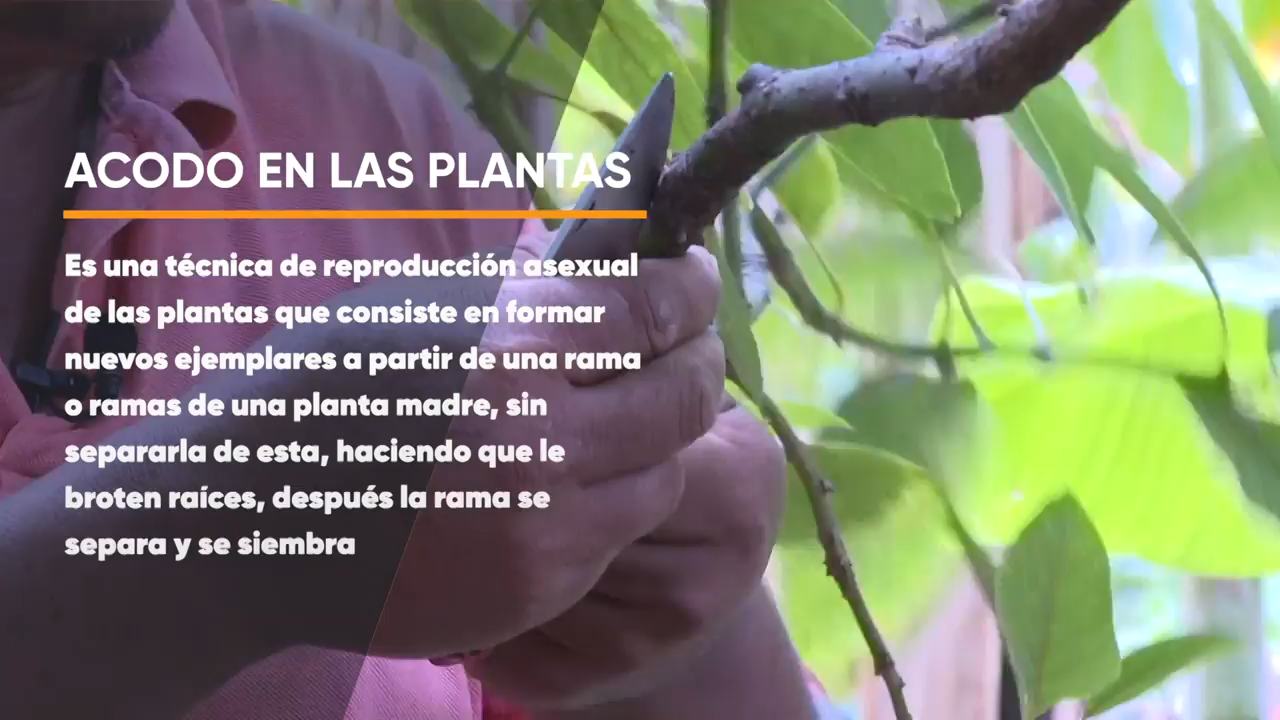 ACODO EN LAS PLANTAS
Es una técnica de reproducción asexual
de las plantas que consiste en formar
nuevos ejemplares a partir de una rama
o ramas de una planta madre, sin
separarla de esta, haciendo que le
broten raíces, después la rama se
separa y se siembra